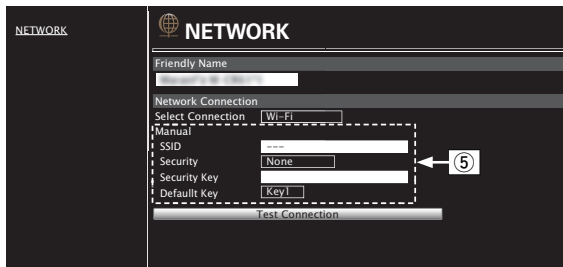 NETWORK
NETWORK
Friendly Name
Network Connection
Select Connection Wi-Fi
Manual
SSID ---
Security None
Security Key
Defaullt Key Key1
Test Connection
⑤